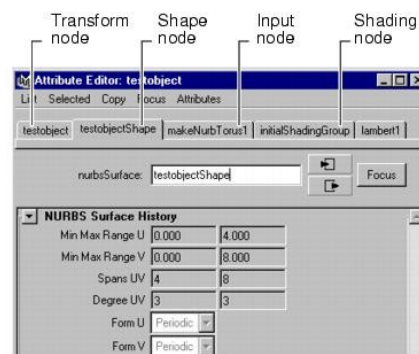 Transform node
Shape node
Input node
Shading node
Attribute Editor: testobject
List Selected Copy Focus Attributes
testobject testobjectShape makeNurbTorus1 initialShadingGroup lambert1
nurbsSurface: testobjectShape Focus
NURBS Surface History
Min Max Range U 0.000 4.000
Min Max Range V 0.000 8.000
Spans UV 4 8
Degree UV 3 3
Form U Periodic
Form V Periodic